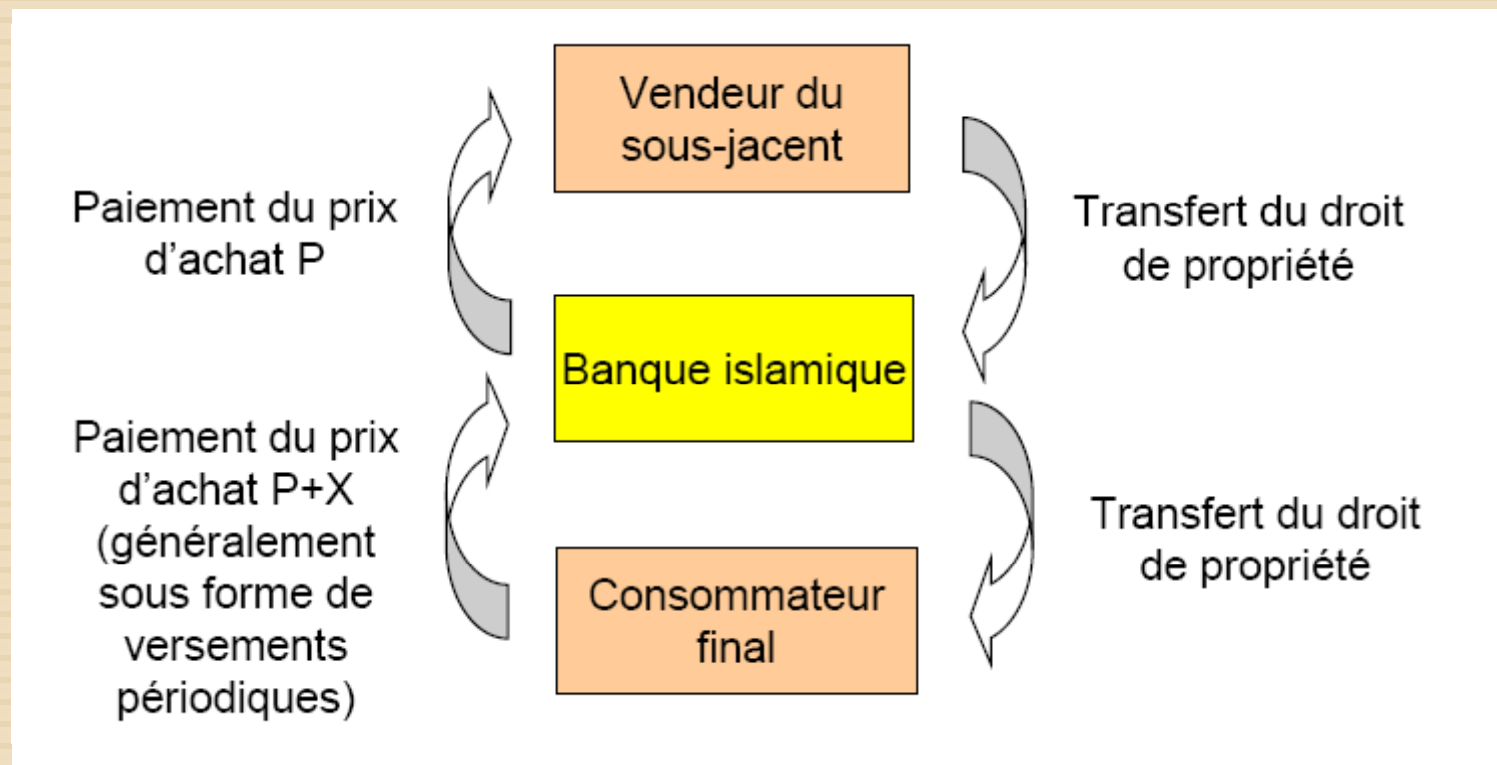 Vendeur du
sous-jacent
Paiement du prix
d'achat P
Transfert du droit
de propriété
Banque islamique
Paiement du prix
d'achat P+X
(généralement
sous forme de
versements
périodiques)
Transfert du droit
de propriété
Consommateur
final